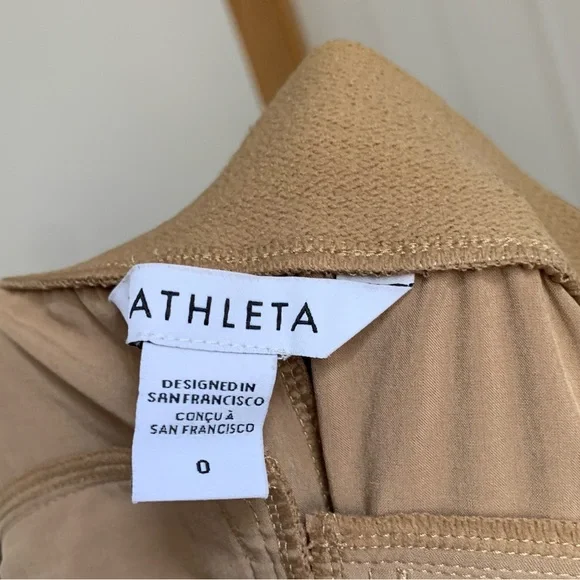 ATHLETA
DESIGNED IN
SAN FRANCISCO
CONÇU À
SAN FRANCISCO
0